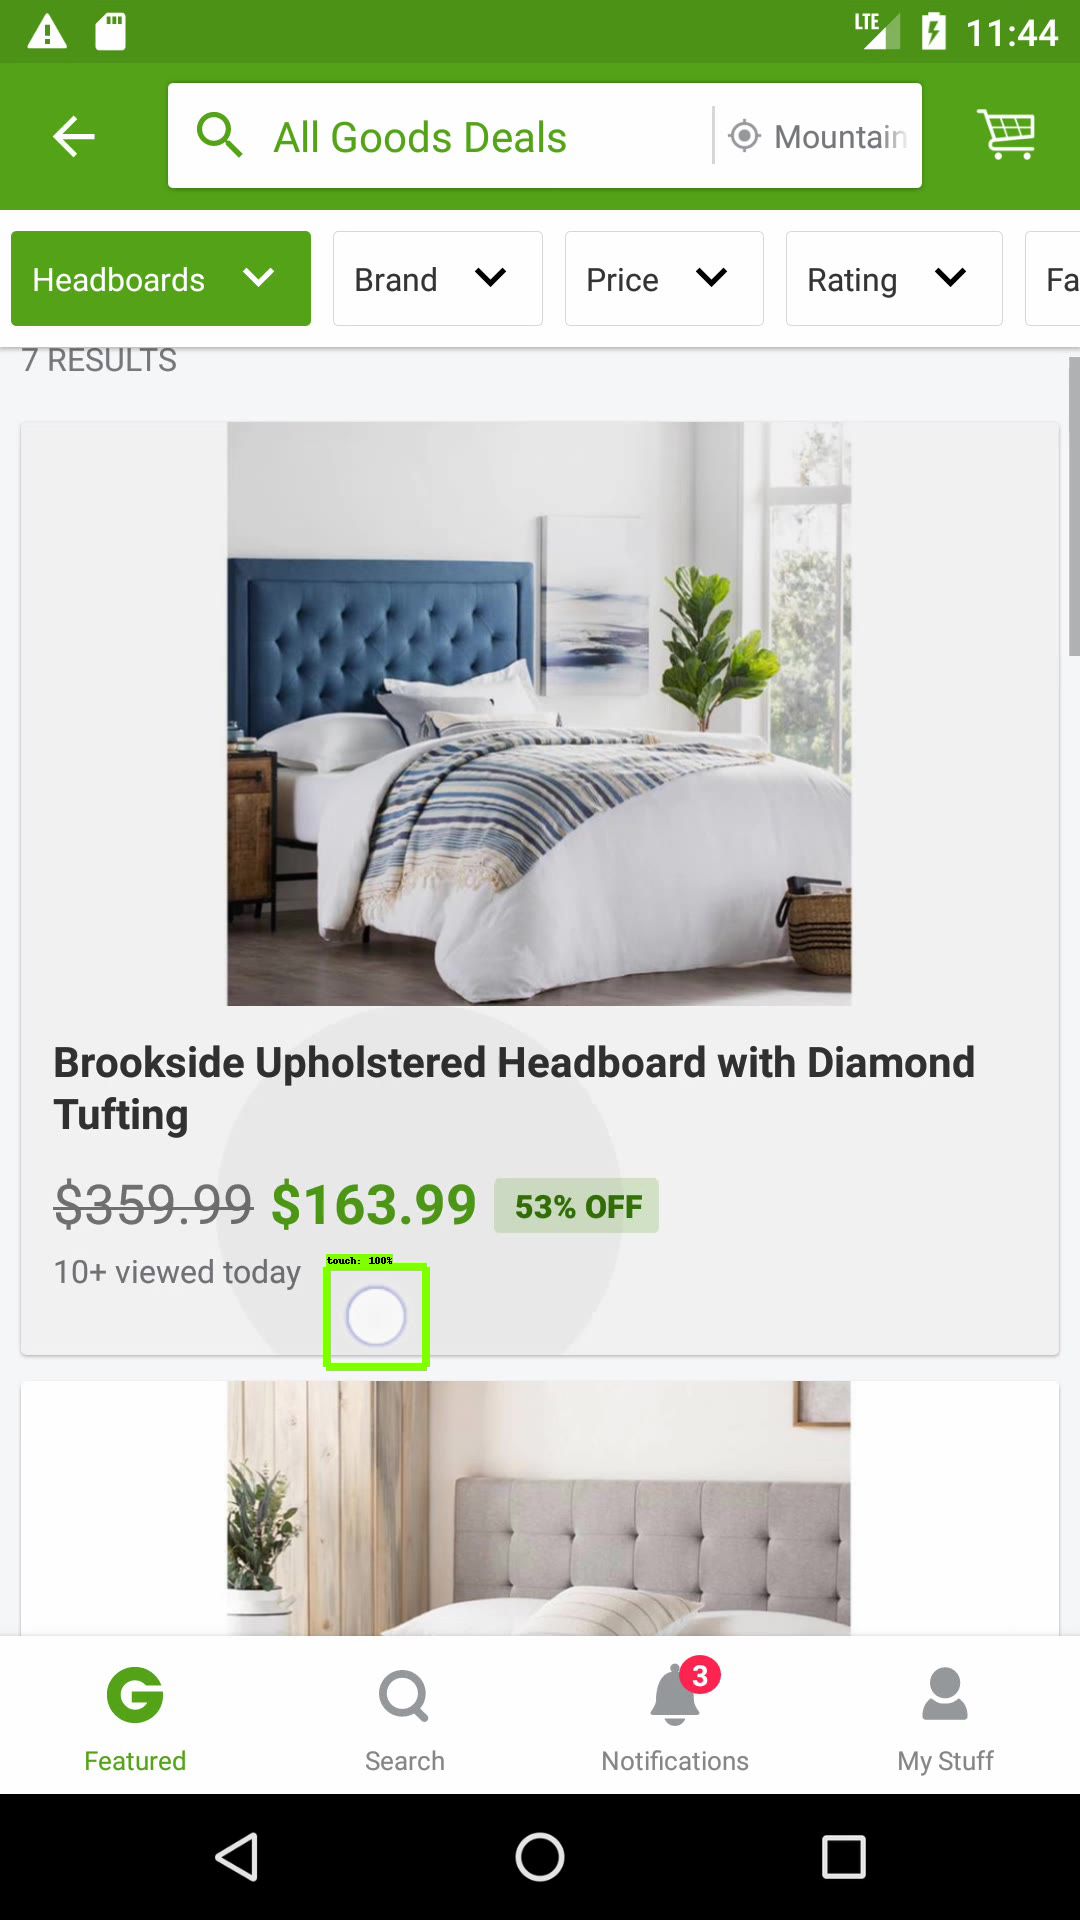 LTE 11:44
All Goods Deals Mountain
Headboards Brand Price Rating Fa
7 RESULTS
Brookside Upholstered Headboard with Diamond
Tufting
$359.99 $163.99 53% OFF
10+ viewed today
touch: 100%
3
Featured Search Notifications My Stuff